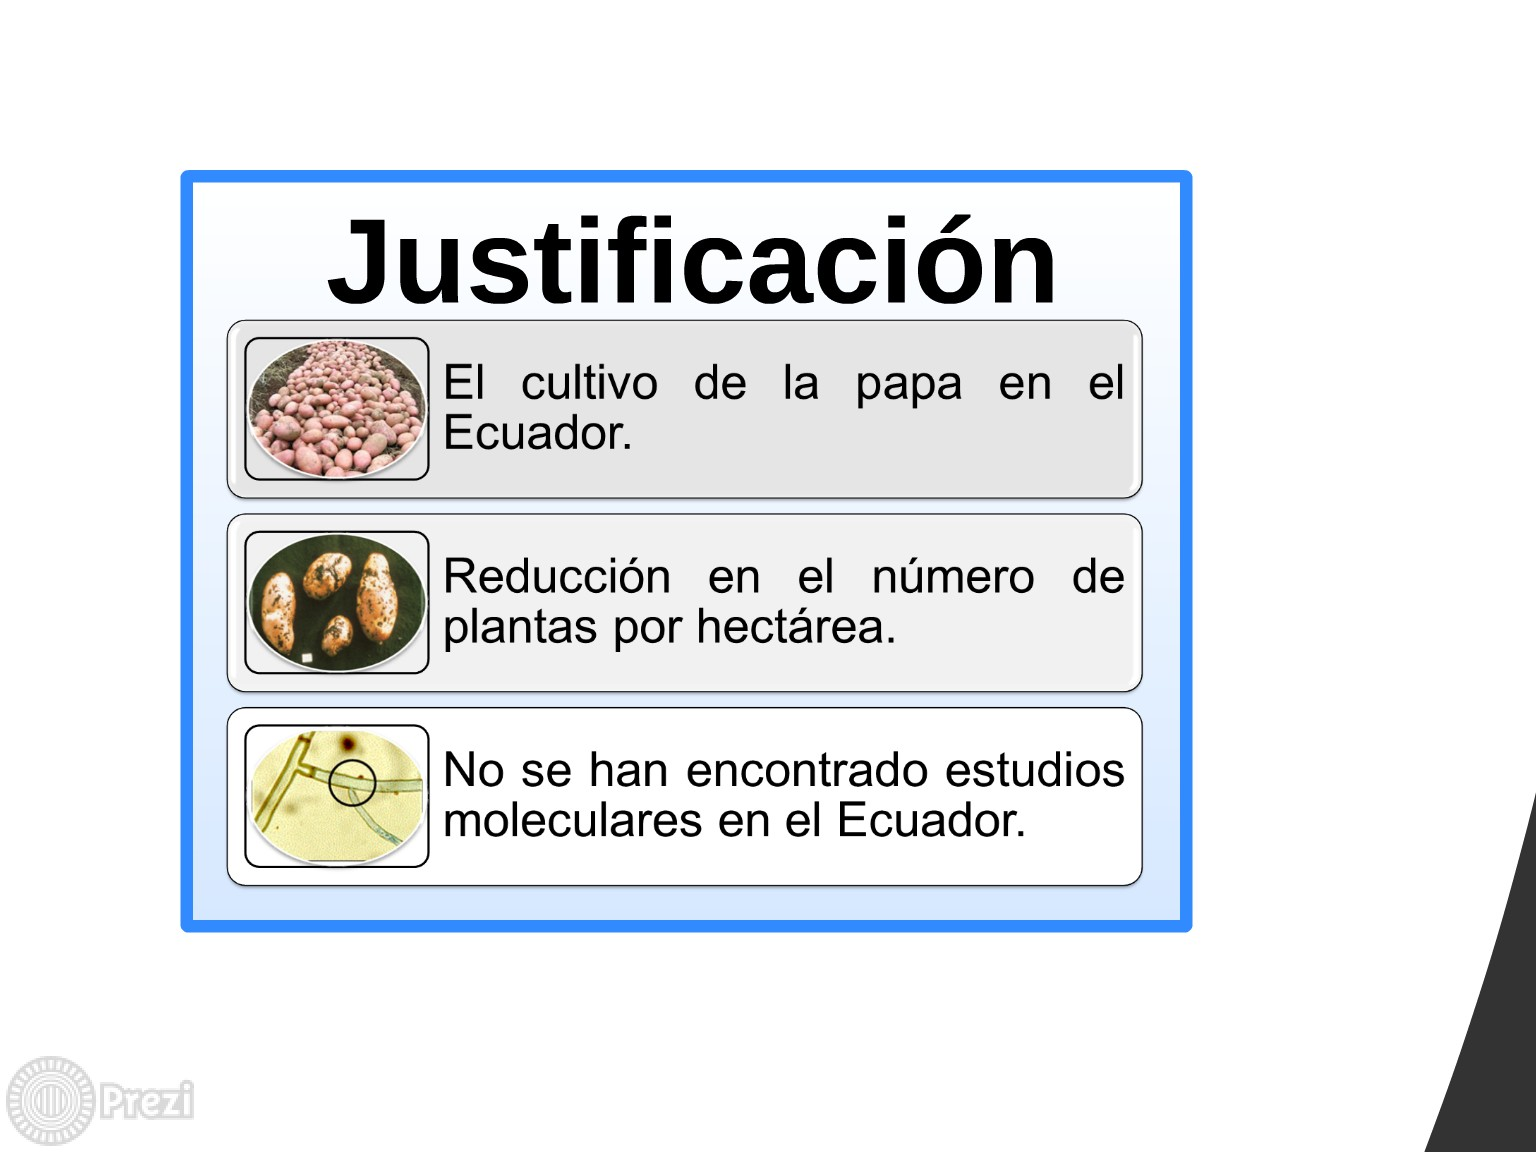 Justificación
El cultivo de la papa en el
Ecuador.
Reducción en el número de
plantas por hectárea.
No se han encontrado estudios
moleculares en el Ecuador.
Prezi